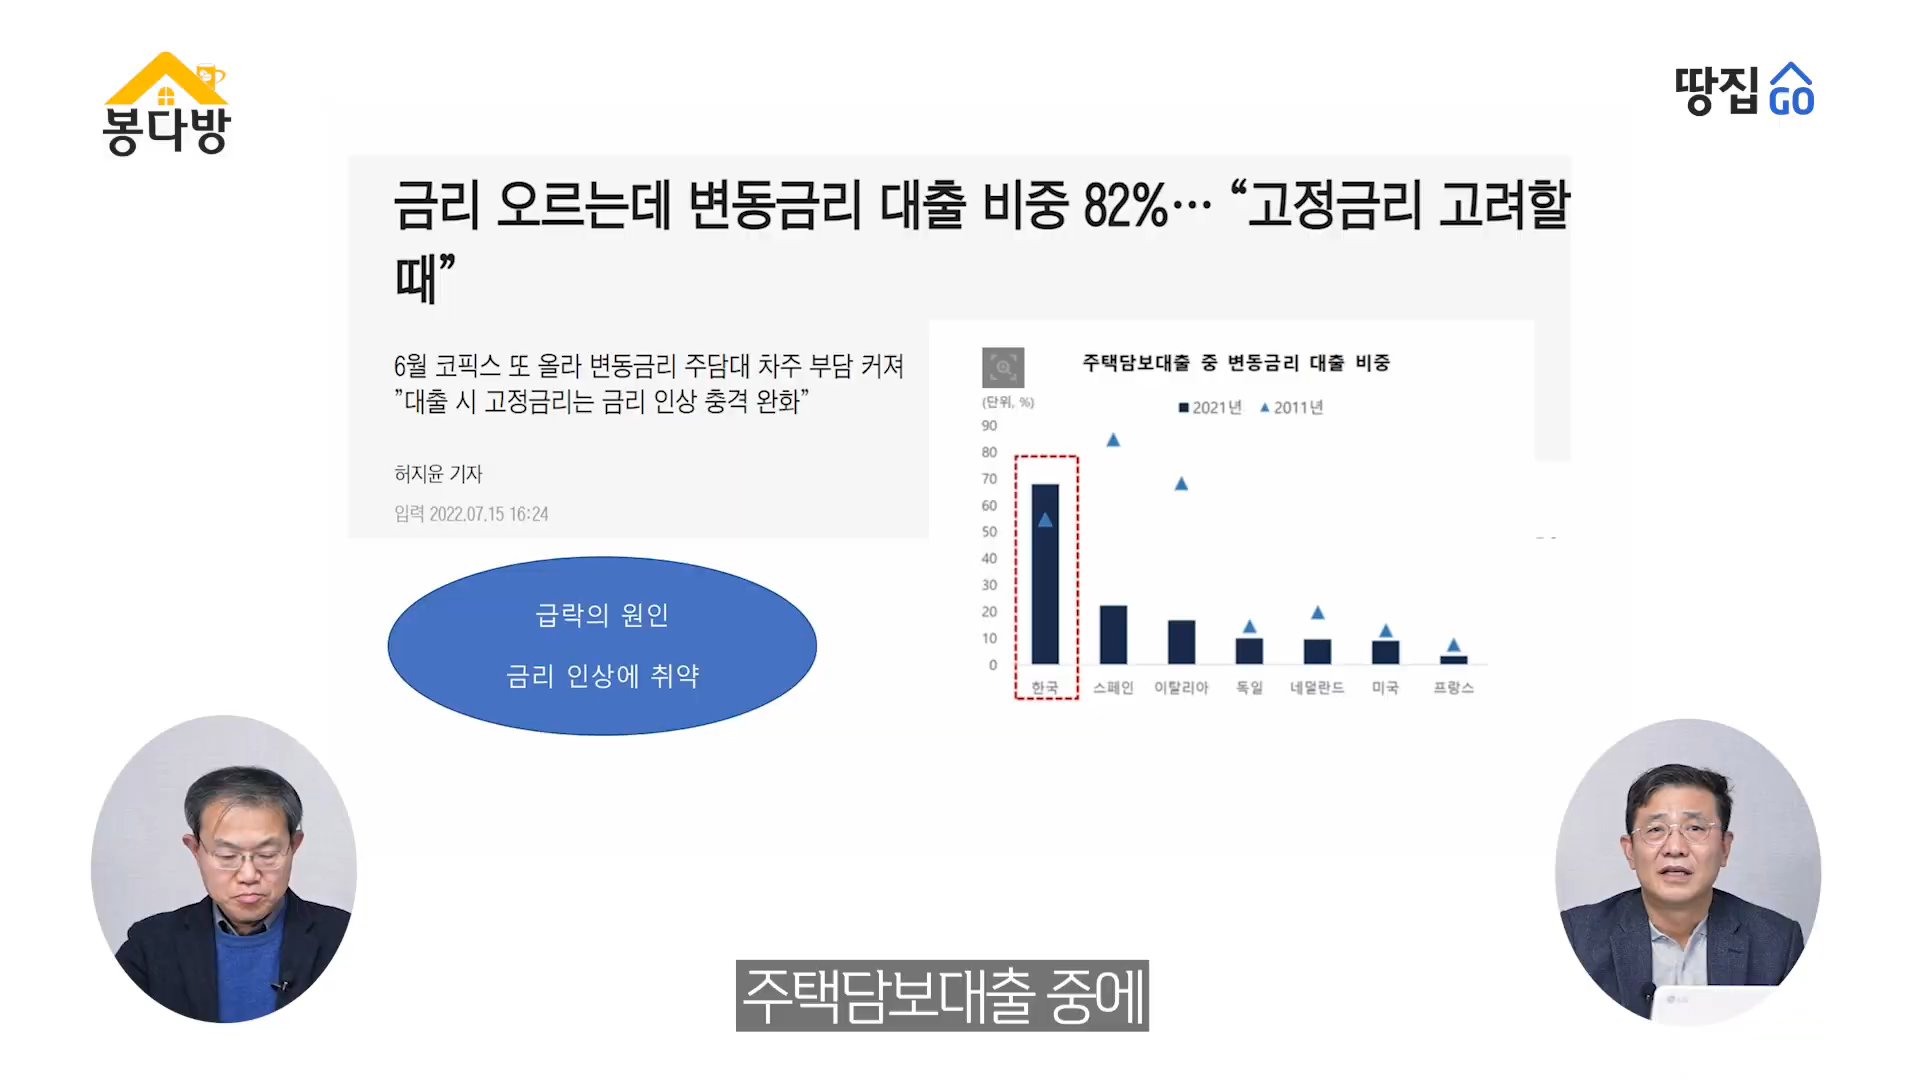 봉다방
땅집GO
금리 오르는데 변동금리 대출 비중 82%… “고정금리 고려할
때”
6월 코픽스 또 올라 변동금리 주담대 차주 부담 커져
”대출 시 고정금리는 금리 인상 충격 완화”
허지윤 기자
입력 2022.07.15 16:24
주택담보대출 중 변동금리 대출 비중
(단위, %)
■2021년 ▲2011년
90
80
70
60
50
40
30
20
10
0
한국 스페인 이탈리아 독일 네덜란드 미국 프랑스
급락의 원인
금리 인상에 취약
LG
주택담보대출 중에